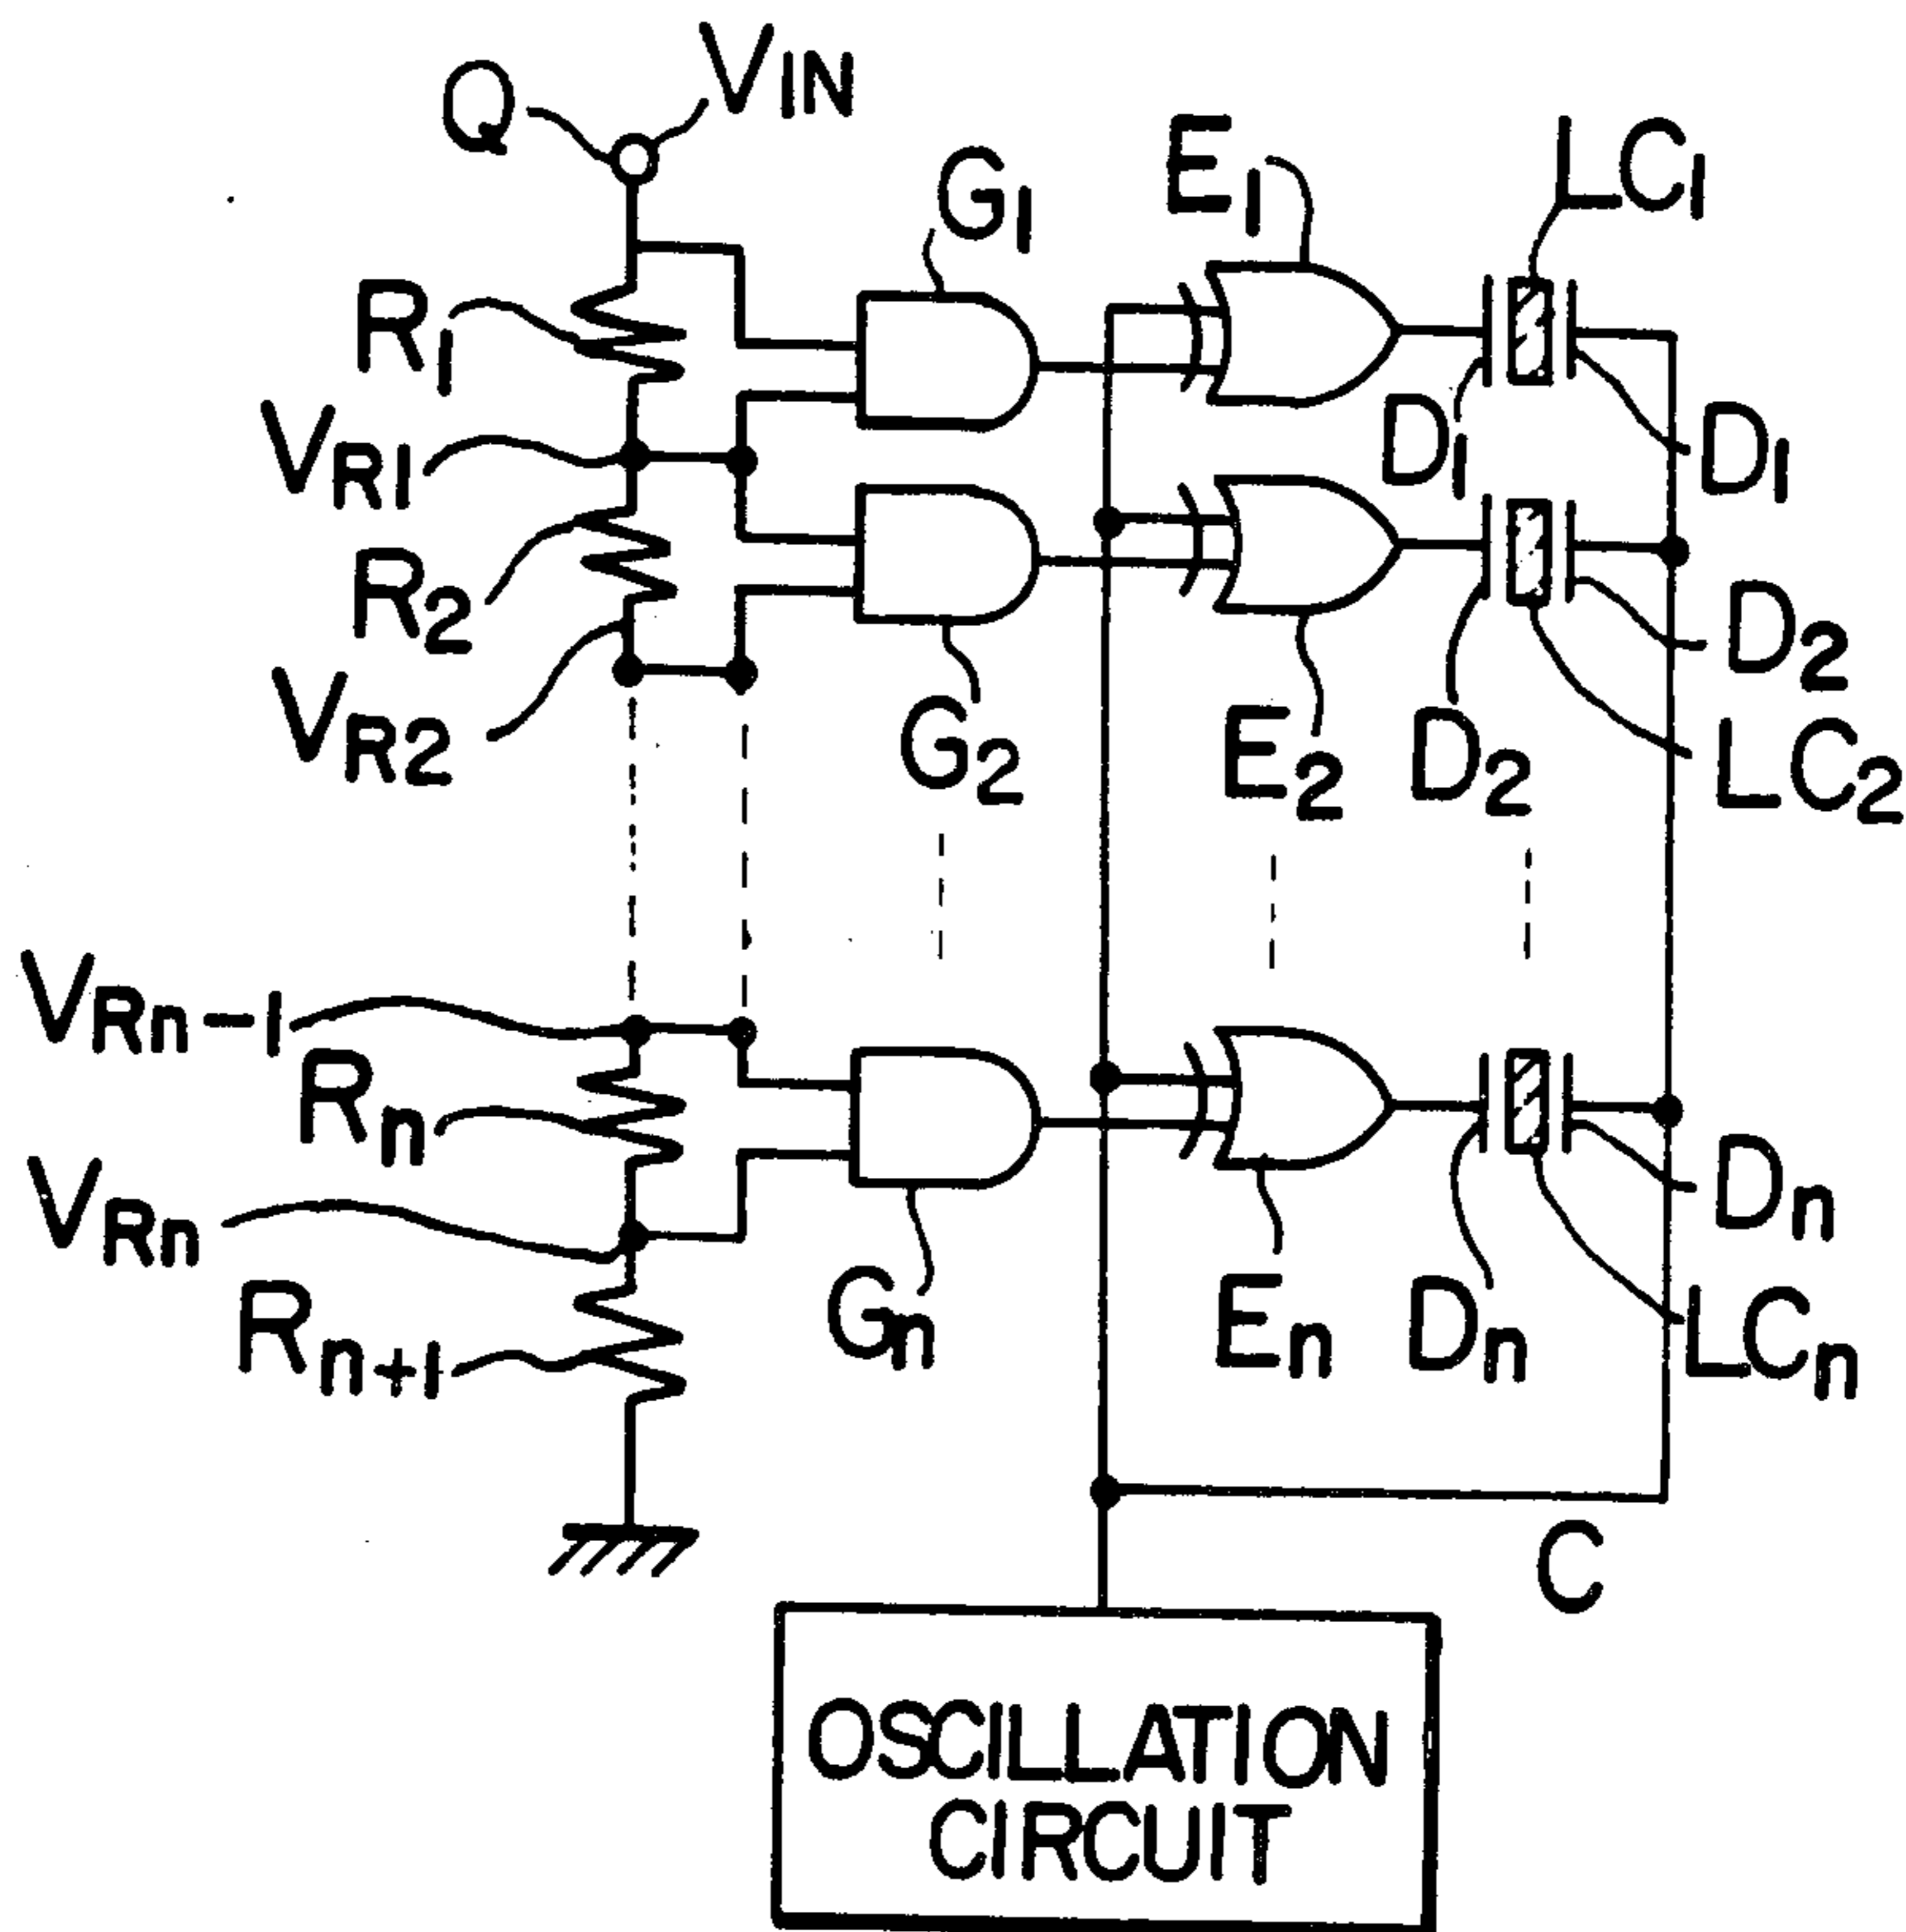 Q
VIN
G1
E1
LC1
R1
VR1
D1
D1
R2
D2
VR2
G2
E2
D2
LC2
VRn-1
Rn
VRn
Dn
Rn+1
Gn
En
Dn
LCn
C
OSCILLATION
CIRCUIT